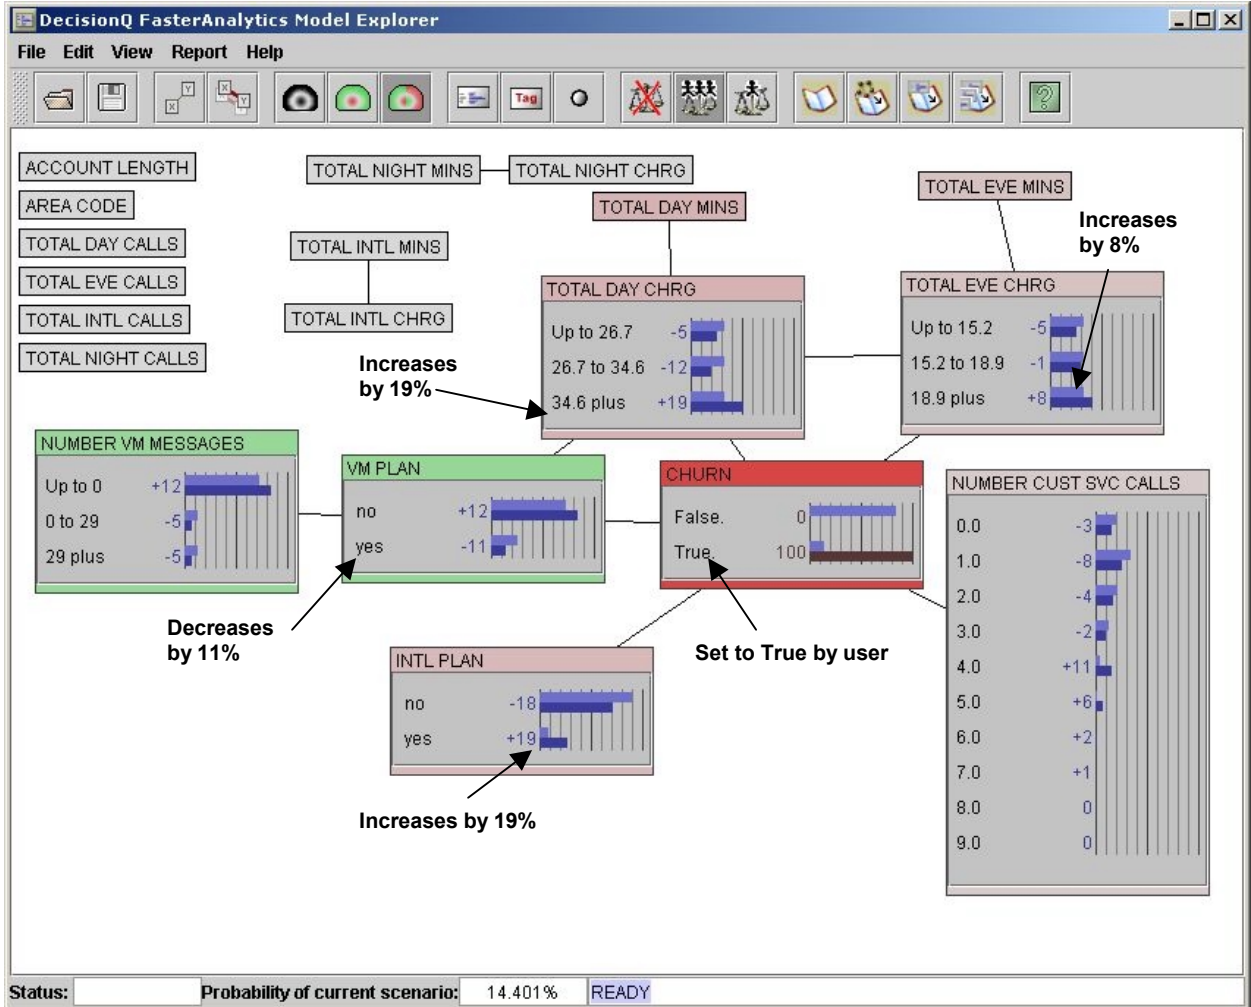 DecisionQ FasterAnalytics Model Explorer
File Edit View Report Help
X Y
X Y
Tag
?
ACCOUNT LENGTH
AREA CODE
TOTAL DAY CALLS
TOTAL EVE CALLS
TOTAL INTL CALLS
TOTAL NIGHT CALLS
TOTAL NIGHT MINS
TOTAL NIGHT CHRG
TOTAL INTL MINS
TOTAL INTL CHRG
TOTAL DAY MINS
TOTAL EVE MINS
Increases
by 8%
TOTAL DAY CHRG
Up to 26.7 -5
26.7 to 34.6 -12
34.6 plus +19
Increases
by 19%
TOTAL EVE CHRG
Up to 15.2 -5
15.2 to 18.9 -1
18.9 plus +8
NUMBER VM MESSAGES
Up to 0 +12
0 to 29 -5
29 plus -5
VM PLAN
no +12
yes -11
Decreases
by 11%
CHURN
False. 0
True. 100
Set to True by user
INTL PLAN
no -18
yes +19
Increases by 19%
NUMBER CUST SVC CALLS
0.0 -3
1.0 -8
2.0 -4
3.0 -2
4.0 +11
5.0 +6
6.0 +2
7.0 +1
8.0 0
9.0 0
Status: Probability of current scenario: 14.401% READY